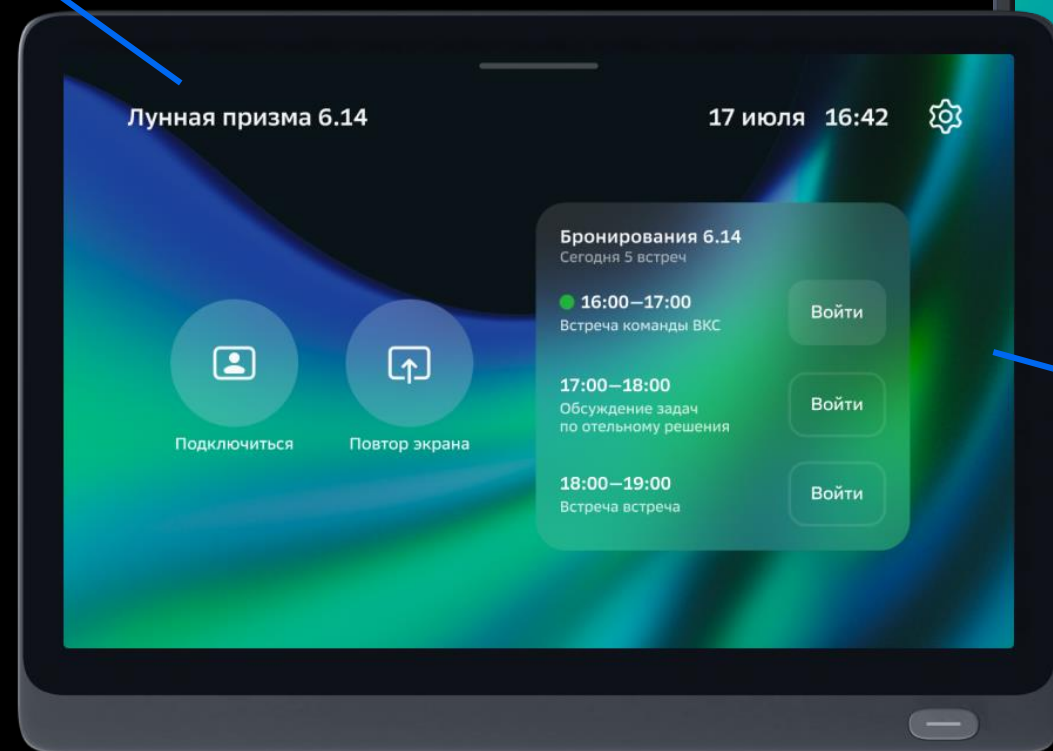 Лунная призма 6.14
17 июля 16:42
Бронирования 6.14
Сегодня 5 встреч
16:00—17:00
Встреча команды ВКС
Войти
17:00—18:00
Обсуждение задач
по отельному решения
Войти
18:00—19:00
Встреча встреча
Войти
Подключиться
Повтор экрана